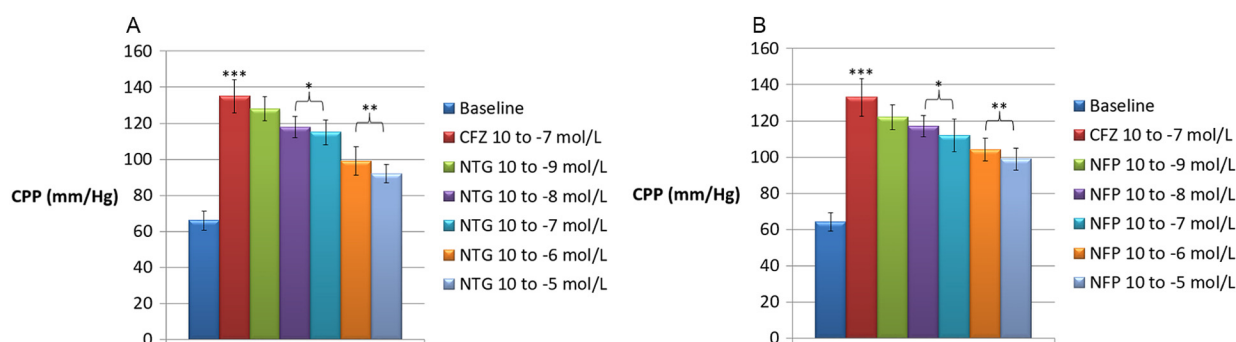 A
160
140
120
100
80
60
40
20
0
CPP (mm/Hg)
***
*
**
Baseline
CFZ 10 to -7 mol/L
NTG 10 to -9 mol/L
NTG 10 to -8 mol/L
NTG 10 to -7 mol/L
NTG 10 to -6 mol/L
NTG 10 to -5 mol/L
B
160
140
120
100
80
60
40
20
0
CPP (mm/Hg)
***
*
**
Baseline
CFZ 10 to -7 mol/L
NFP 10 to -9 mol/L
NFP 10 to -8 mol/L
NFP 10 to -7 mol/L
NFP 10 to -6 mol/L
NFP 10 to -5 mol/L